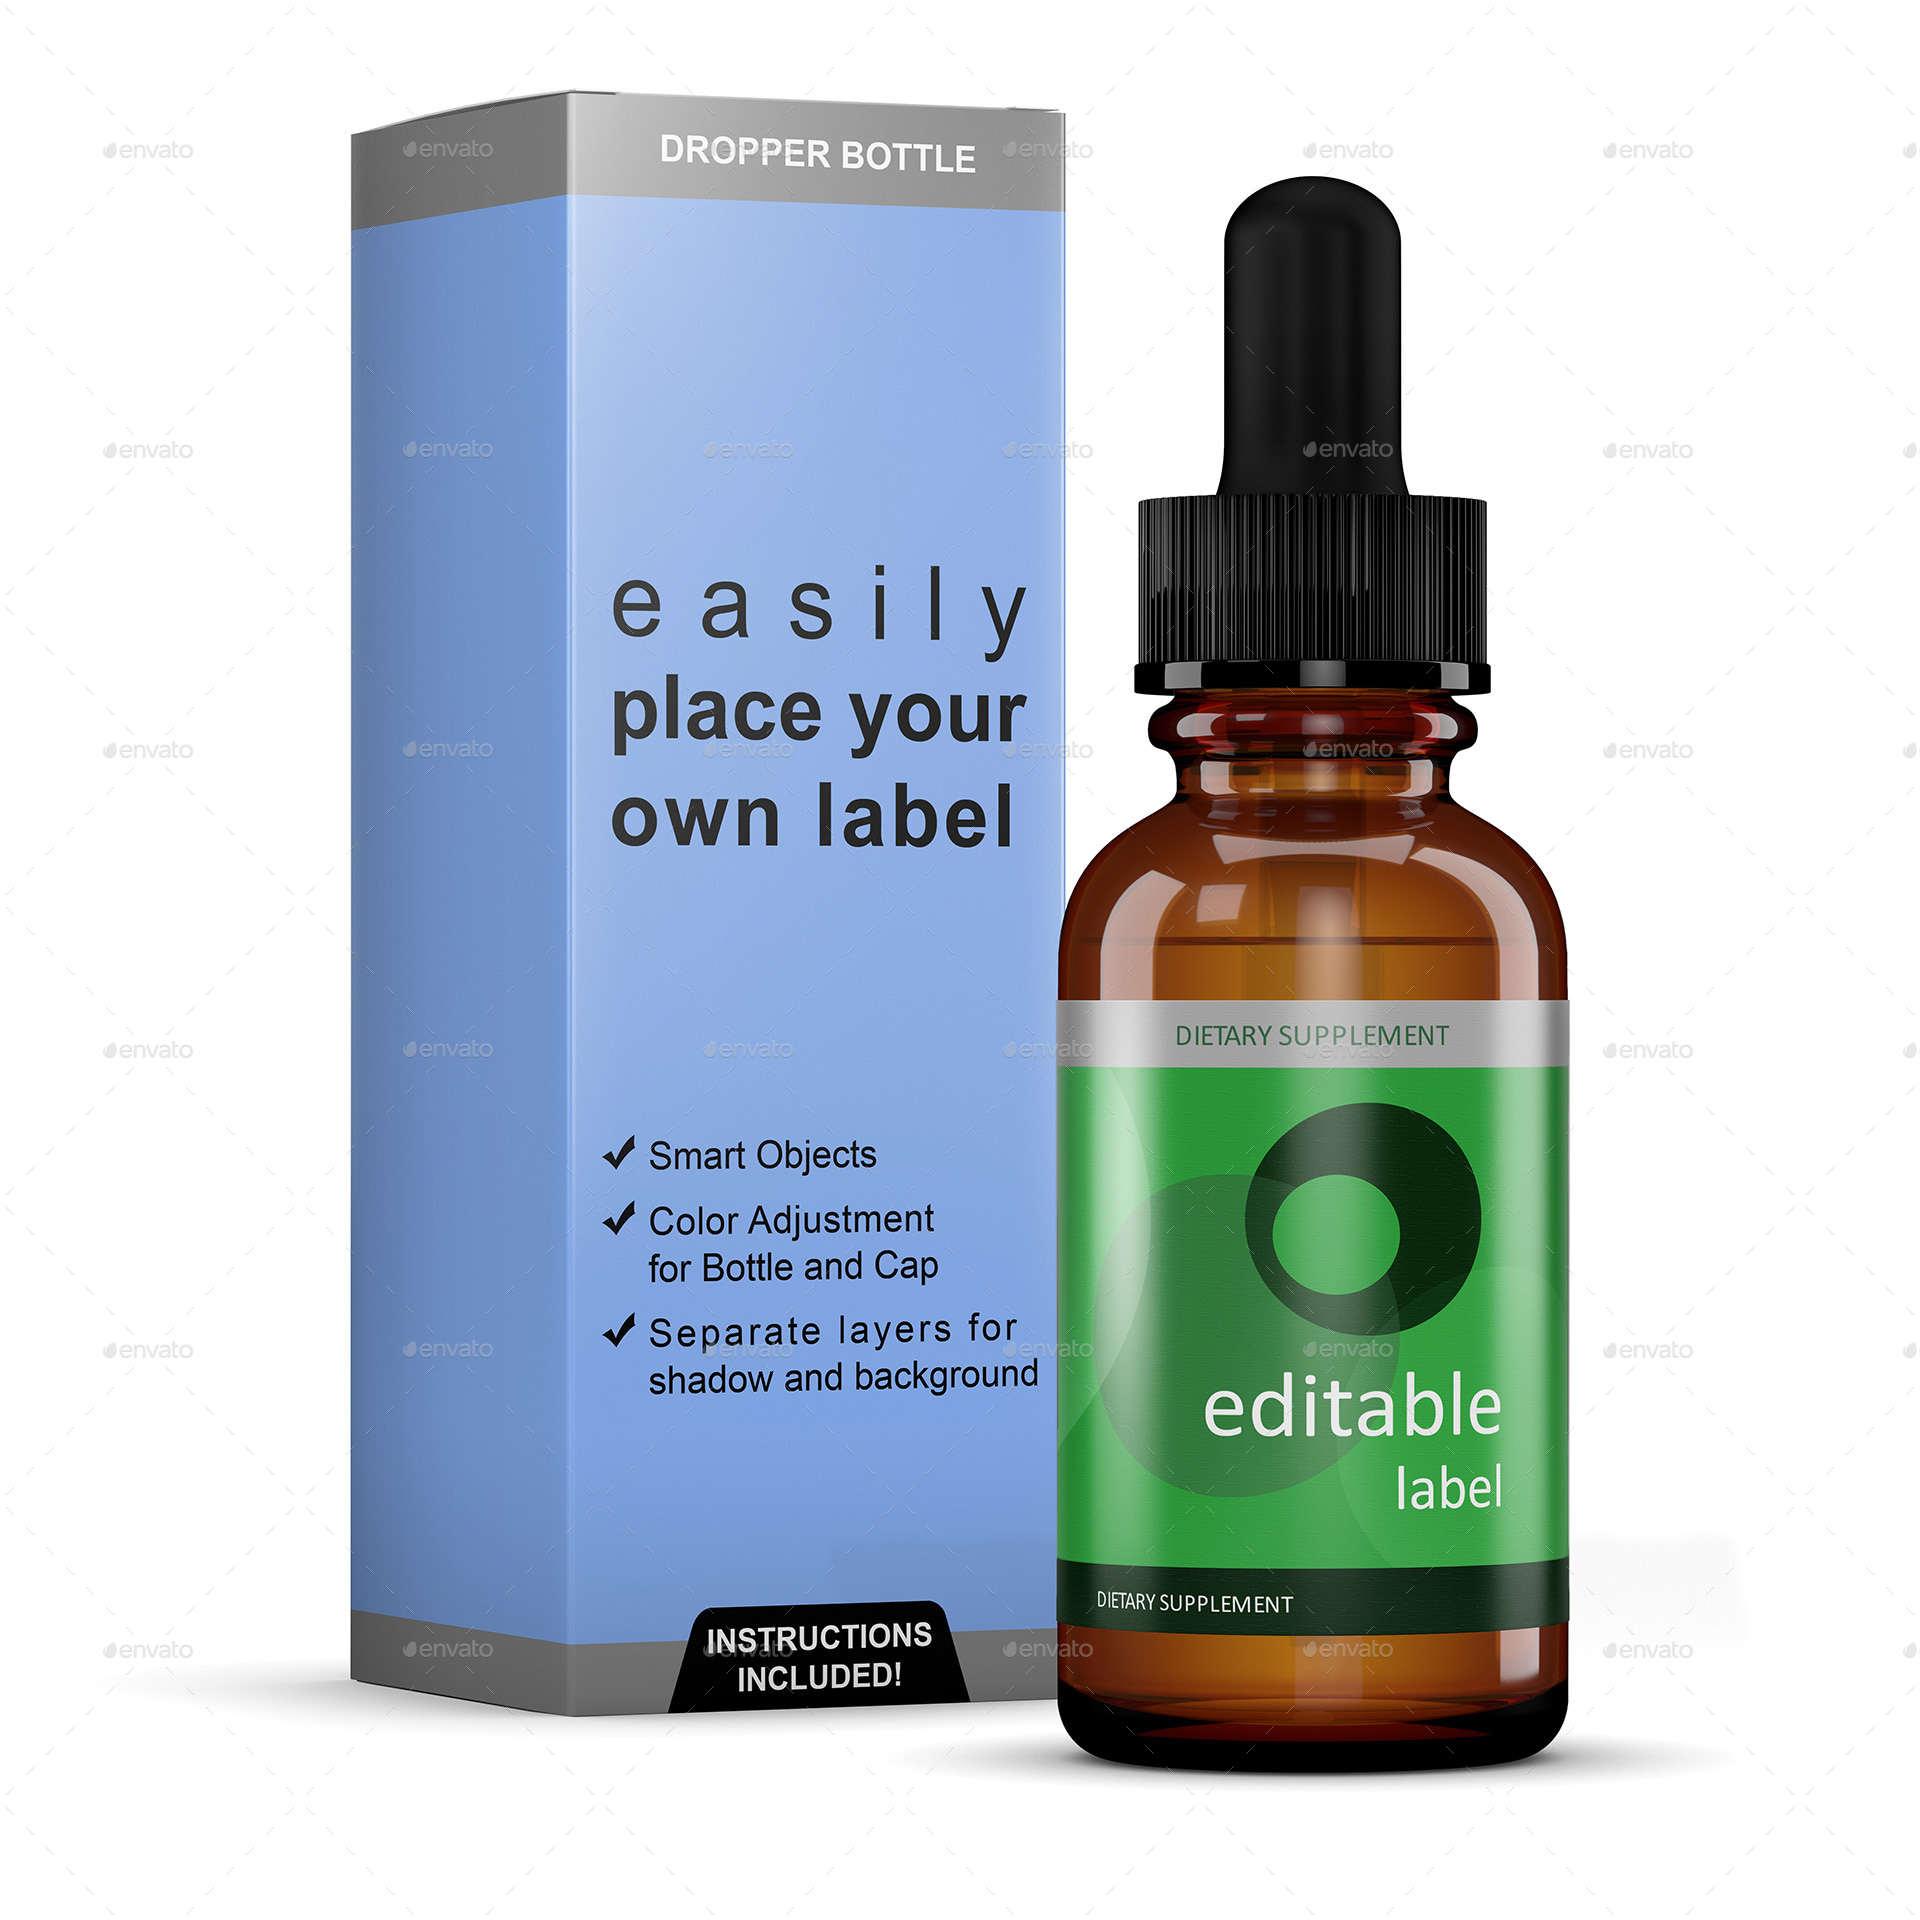 DROPPER BOTTLE
easily
place your
own label
✔ Smart Objects
✔ Color Adjustment
for Bottle and Cap
✔ Separate layers for
shadow and background
INSTRUCTIONS
INCLUDED!
DIETARY SUPPLEMENT
editable
label
DIETARY SUPPLEMENT
envato